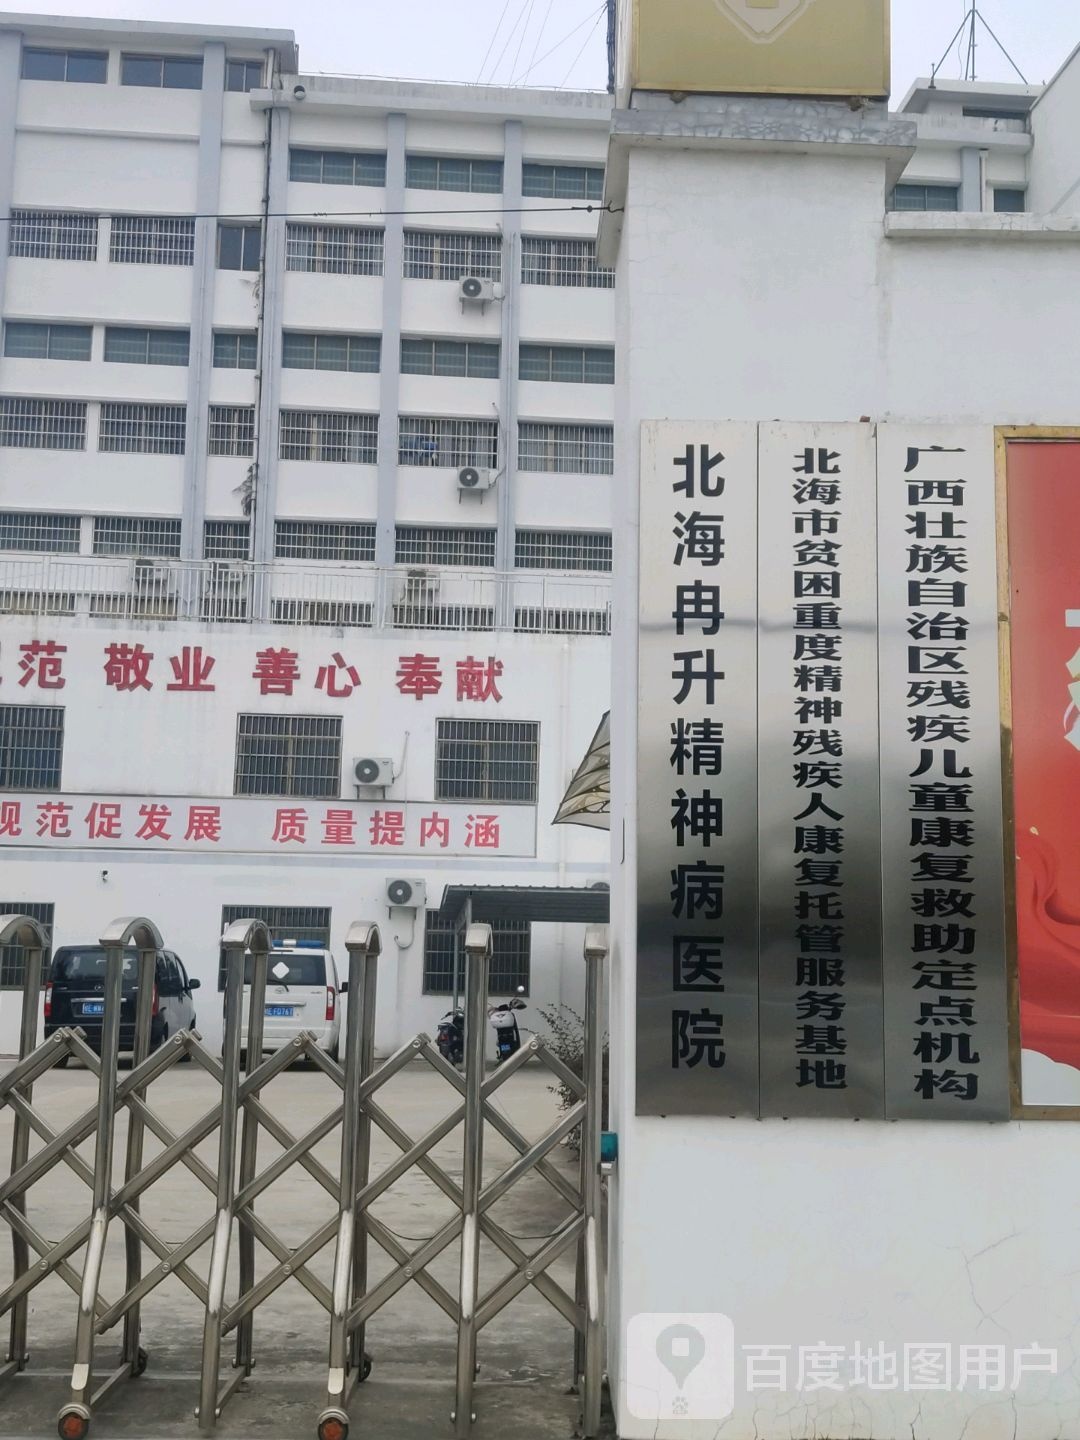 北海冉升精神病医院
北海市贫困重度精神残疾人康复托管服务基地
广西壮族自治区残疾儿童康复救助定点机构
范 敬业 善心 奉献
规范促发展 质量提内涵
百度地图用户